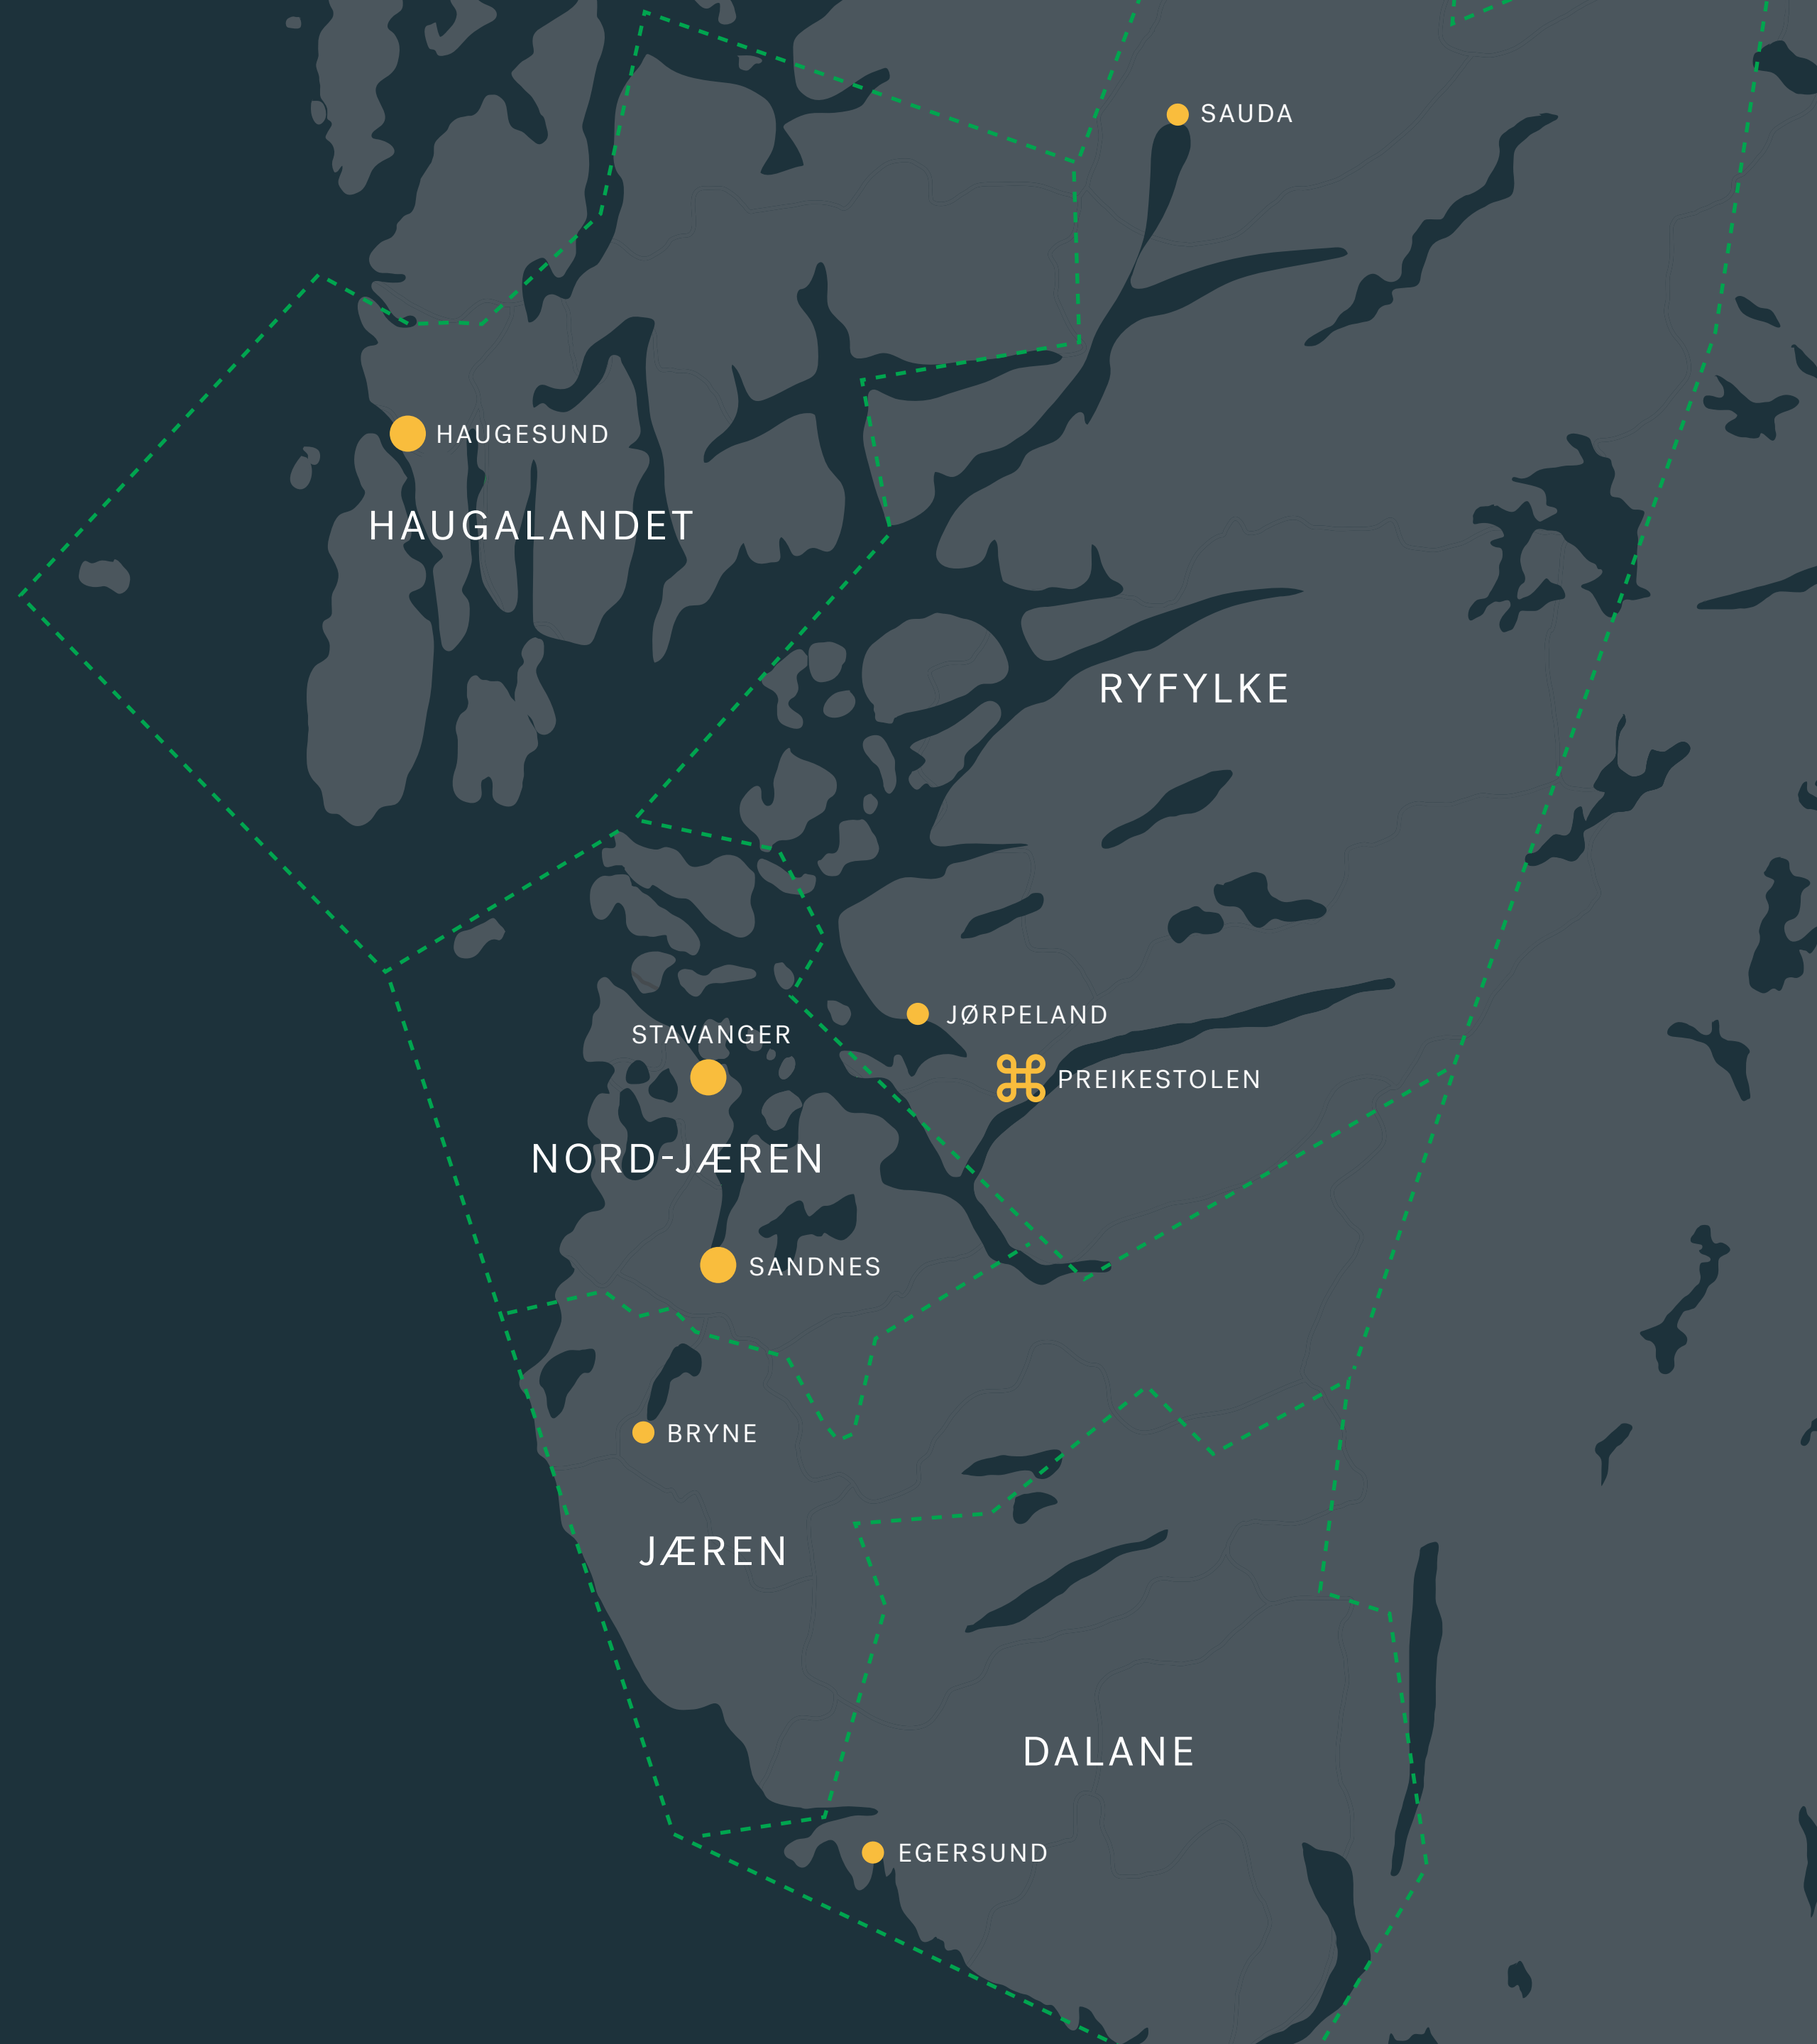 SAUDA
HAUGESUND
HAUGALANDET
RYFYLKE
JØRPELAND
STAVANGER
PREIKESTOLEN
NORD-JÆREN
SANDNES
BRYNE
JÆREN
DALANE
EGERSUND